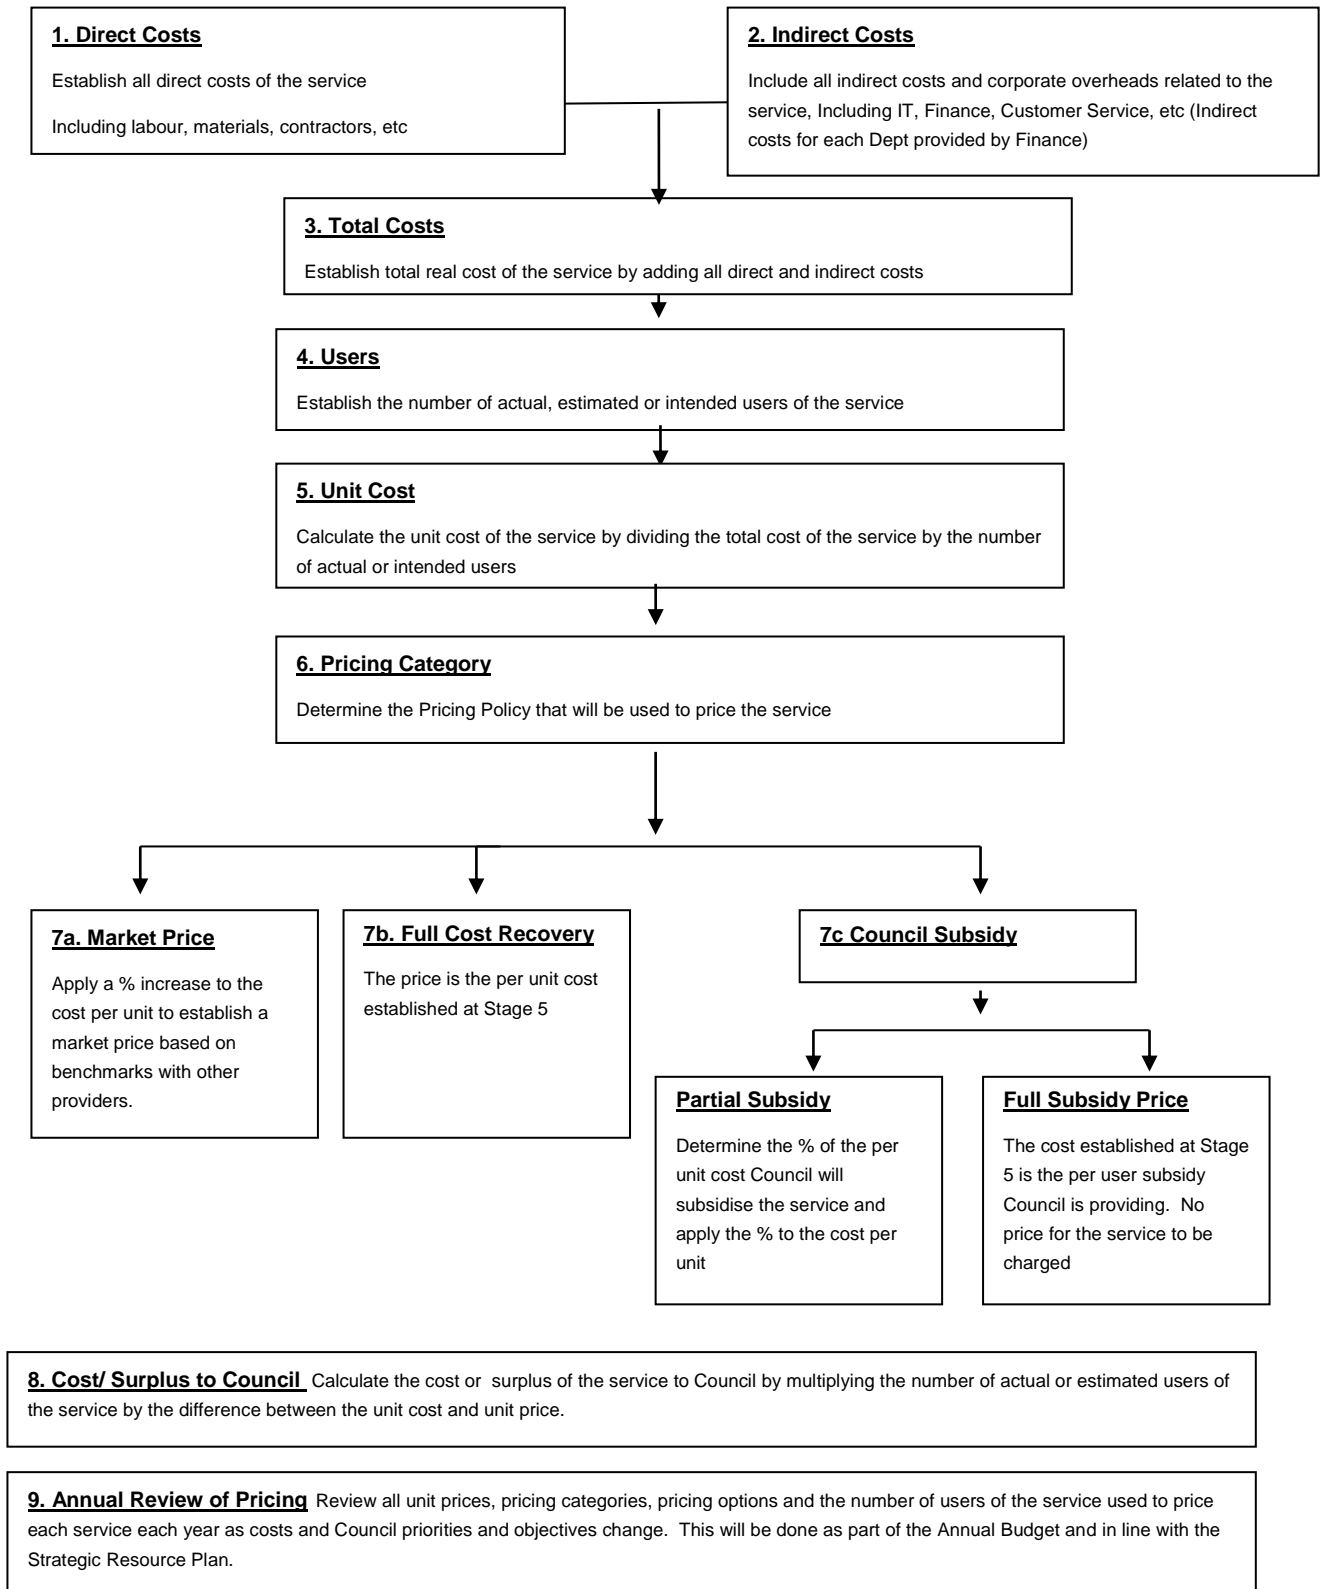 1. Direct Costs
Establish all direct costs of the service
Including labour, materials, contractors, etc
2. Indirect Costs
Include all indirect costs and corporate overheads related to the
service, Including IT, Finance, Customer Service, etc (Indirect
costs for each Dept provided by Finance)
3. Total Costs
Establish total real cost of the service by adding all direct and indirect costs
4. Users
Establish the number of actual, estimated or intended users of the service
5. Unit Cost
Calculate the unit cost of the service by dividing the total cost of the service by the number
of actual or intended users
6. Pricing Category
Determine the Pricing Policy that will be used to price the service
7a. Market Price
Apply a % increase to the
cost per unit to establish a
market price based on
benchmarks with other
providers.
7b. Full Cost Recovery
The price is the per unit cost
established at Stage 5
7c Council Subsidy
Partial Subsidy
Determine the % of the per
unit cost Council will
subsidise the service and
apply the % to the cost per
unit
Full Subsidy Price
The cost established at Stage
5 is the per user subsidy
Council is providing.  No
price for the service to be
charged
8. Cost/ Surplus to Council  Calculate the cost or  surplus of the service to Council by multiplying the number of actual or estimated users of
the service by the difference between the unit cost and unit price.
9. Annual Review of Pricing Review all unit prices, pricing categories, pricing options and the number of users of the service used to price
each service each year as costs and Council priorities and objectives change.  This will be done as part of the Annual Budget and in line with the
Strategic Resource Plan.